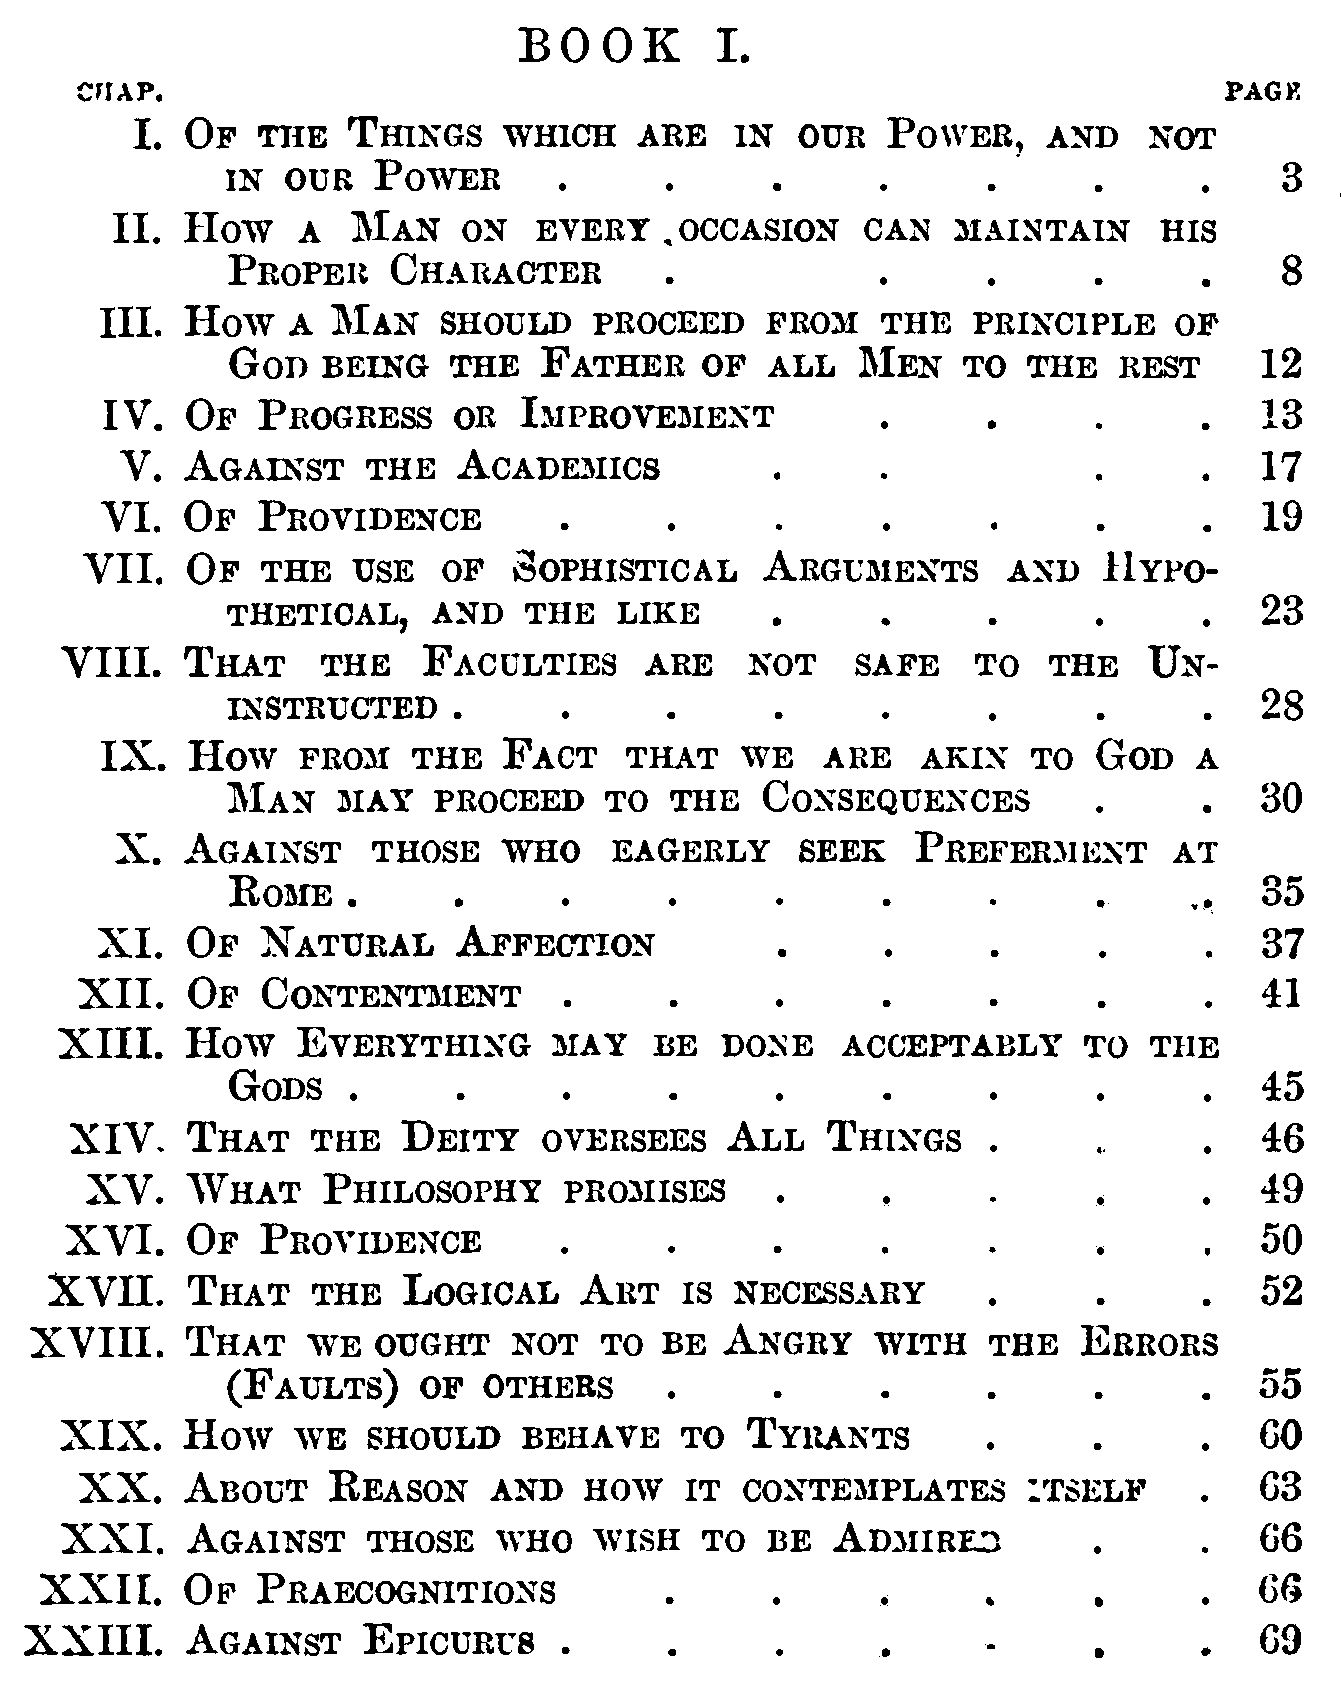 BOOK I.
CHAP. PAGE
I. OF THE THINGS WHICH ARE IN OUR POWER, AND NOT
IN OUR POWER . . . . . . . 3
II. HOW A MAN ON EVERY OCCASION CAN MAINTAIN HIS
PROPER CHARACTER . . . . . 8
III. HOW A MAN SHOULD PROCEED FROM THE PRINCIPLE OF
GOD BEING THE FATHER OF ALL MEN TO THE REST 12
IV. OF PROGRESS OR IMPROVEMENT . . . . 13
V. AGAINST THE ACADEMICS . . . . 17
VI. OF PROVIDENCE . . . . . . . 19
VII. OF THE USE OF SOPHISTICAL ARGUMENTS AND HYPO-
THETICAL, AND THE LIKE . . . . . 23
VIII. THAT THE FACULTIES ARE NOT SAFE TO THE UN-
INSTRUCTED . . . . . . . . 28
IX. HOW FROM THE FACT THAT WE ARE AKIN TO GOD A
MAN MAY PROCEED TO THE CONSEQUENCES . . 30
X. AGAINST THOSE WHO EAGERLY SEEK PREFERMENT AT
ROME . . . . . . . . . 35
XI. OF NATURAL AFFECTION . . . . . 37
XII. OF CONTENTMENT . . . . . . . 41
XIII. HOW EVERYTHING MAY BE DONE ACCEPTABLY TO THE
GODS . . . . . . . . . 45
XIV. THAT THE DEITY OVERSEES ALL THINGS . . . 46
XV. WHAT PHILOSOPHY PROMISES . . . . . 49
XVI. OF PROVIDENCE . . . . . . . 50
XVII. THAT THE LOGICAL ART IS NECESSARY . . . 52
XVIII. THAT WE OUGHT NOT TO BE ANGRY WITH THE ERRORS
(FAULTS) OF OTHERS . . . . . . 55
XIX. HOW WE SHOULD BEHAVE TO TYRANTS . . . 60
XX. ABOUT REASON AND HOW IT CONTEMPLATES ITSELF . 63
XXI. AGAINST THOSE WHO WISH TO BE ADMIRED . . 66
XXII. OF PRAECOGNITIONS . . . . . . 66
XXIII. AGAINST EPICURUS . . . . . . . 69